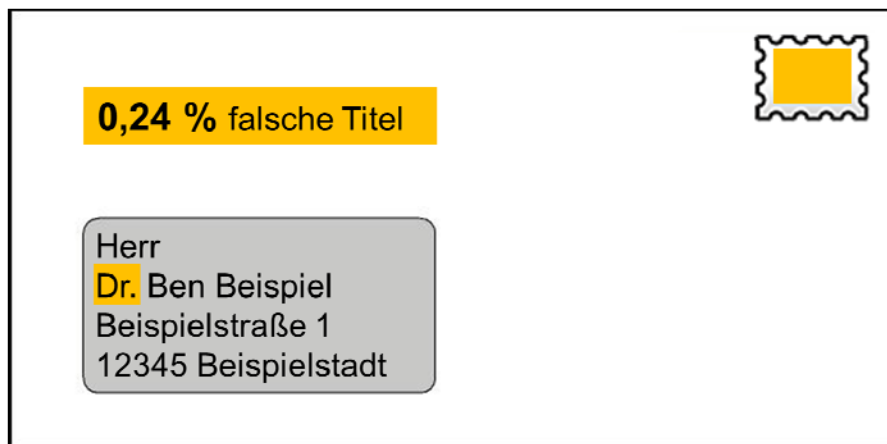 0,24 % falsche Titel
Herr
Dr. Ben Beispiel
Beispielstraße 1
12345 Beispielstadt